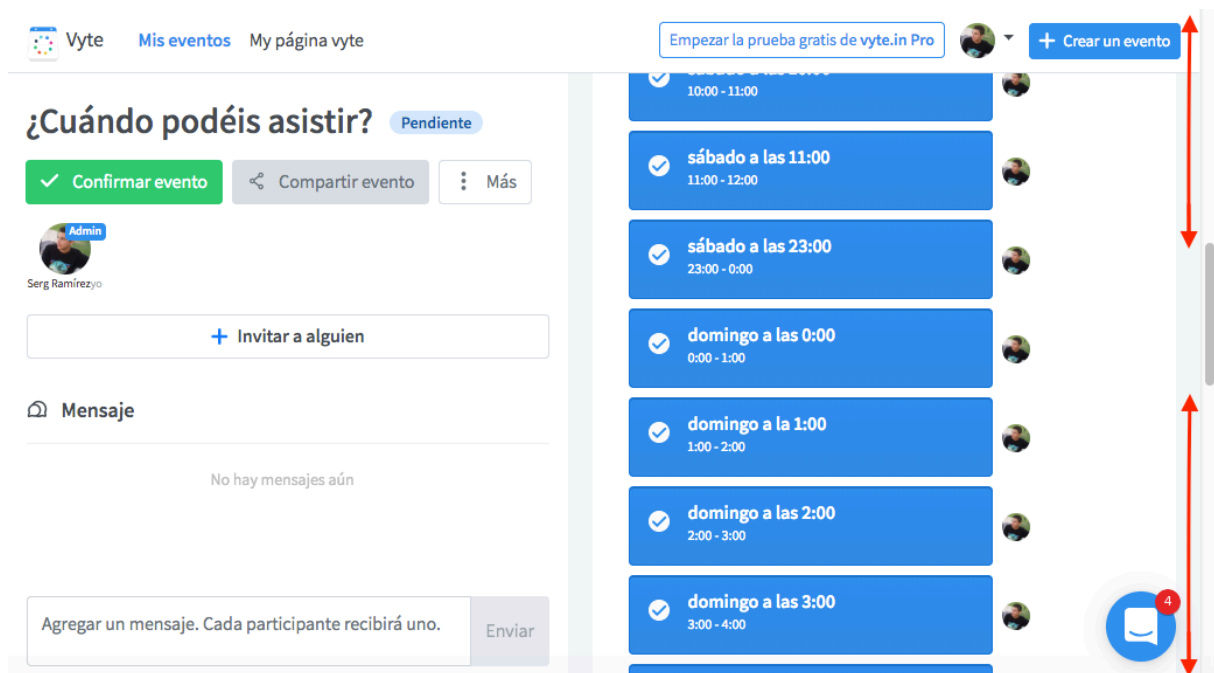 Vyte
Mis eventos
My página vyte
Empezar la prueba gratis de vyte.in Pro
+ Crear un evento
¿Cuándo podéis asistir?
Pendiente
Confirmar evento
Compartir evento
Más
Admin
Serg Ramírezyo
+ Invitar a alguien
Mensaje
No hay mensajes aún
Agregar un mensaje. Cada participante recibirá uno.
Enviar
sábado a las 10:00
10:00 - 11:00
sábado a las 11:00
11:00 - 12:00
sábado a las 23:00
23:00 - 0:00
domingo a las 0:00
0:00 - 1:00
domingo a la 1:00
1:00 - 2:00
domingo a las 2:00
2:00 - 3:00
domingo a las 3:00
3:00 - 4:00
4